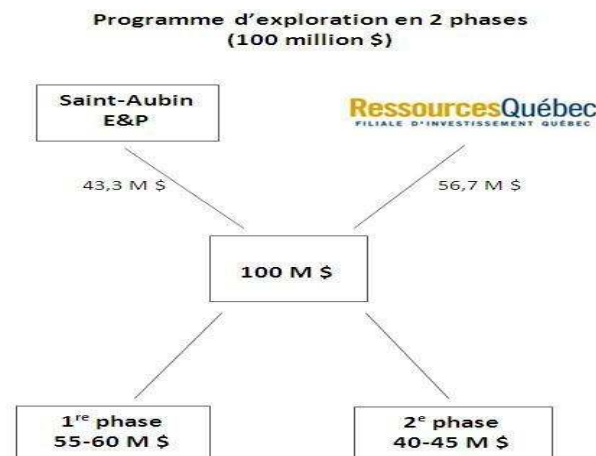 Programme d'exploration en 2 phases
(100 million $)
Saint-Aubin
E&P
RessourcesQuébec
FILIALE D'INVESTISSEMENT QUÉBEC
43,3 M $
56,7 M $
100 M $
1re phase
55-60 M $
2e phase
40-45 M $